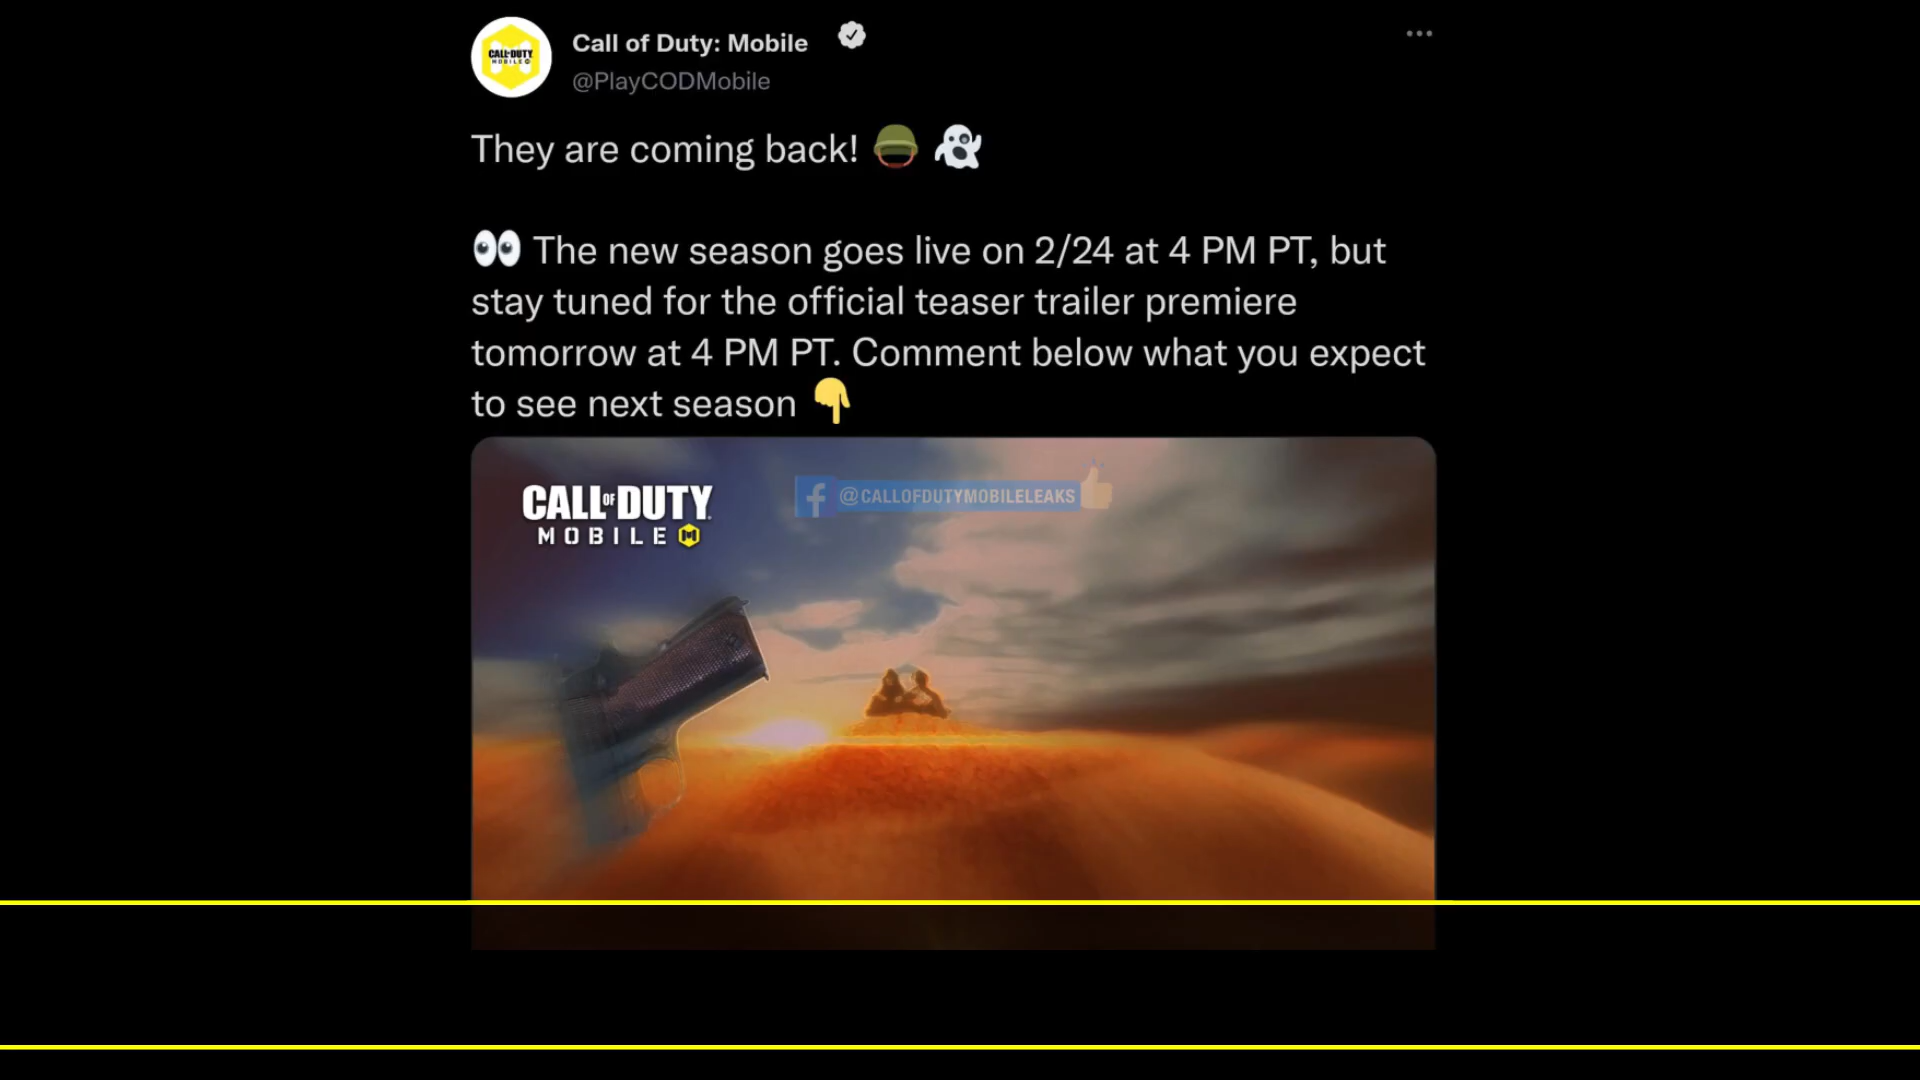 Call of Duty: Mobile
@PlayCODMobile
They are coming back! 🪖 👻
👀 The new season goes live on 2/24 at 4 PM PT, but
stay tuned for the official teaser trailer premiere
tomorrow at 4 PM PT. Comment below what you expect
to see next season 👇
CALL OF DUTY
MOBILE
@CALLOFDUTYMOBILELEAKS